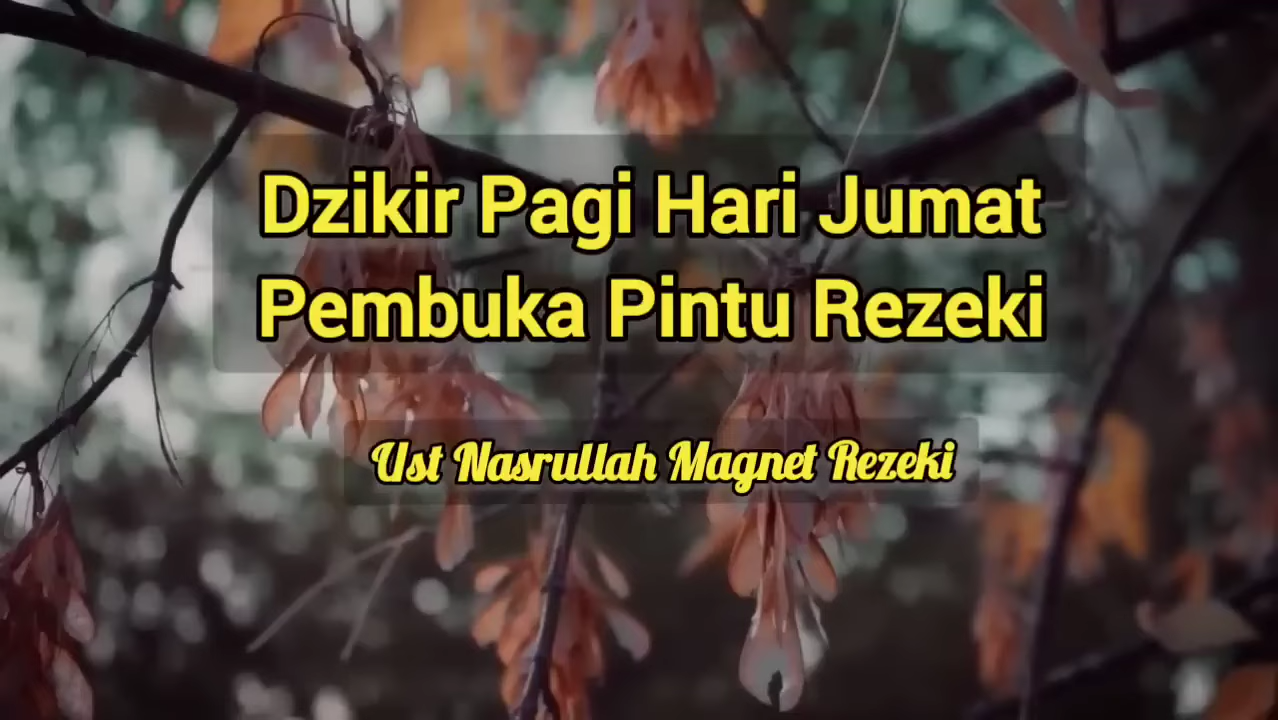 Dzikir Pagi Hari Jumat
Pembuka Pintu Rezeki
Ust Nasrullah Magnet Rezeki